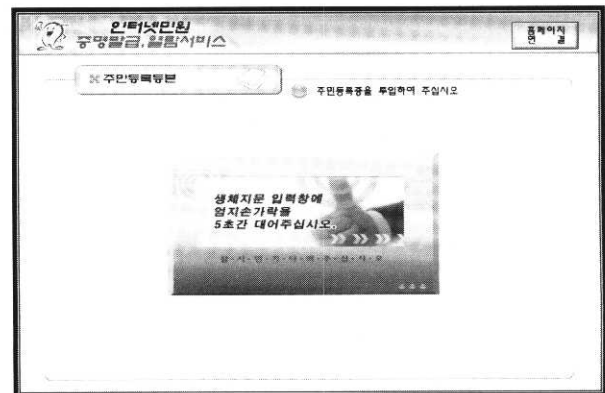 인터넷민원
증명발급,열람서비스
홈페이지
연 결
주민등록등본
주민등록증을 투입하여 주십시오
생체지문 입력창에
엄지손가락을
5초간 대어주십시오.
잠·시·만·기·다·려·주·십·시·오